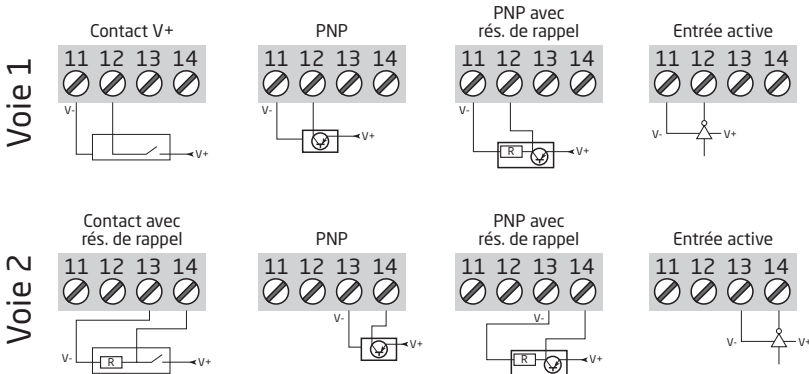 Voie 1
Contact V+
11 12 13 14
V-
V+
PNP
11 12 13 14
V-
V+
PNP avec
rés. de rappel
11 12 13 14
V-
R
V+
Entrée active
11 12 13 14
V-
V+
Voie 2
Contact avec
rés. de rappel
11 12 13 14
V-
R
V+
PNP
11 12 13 14
V-
V+
PNP avec
rés. de rappel
11 12 13 14
V-
R
V+
Entrée active
11 12 13 14
V-
V+